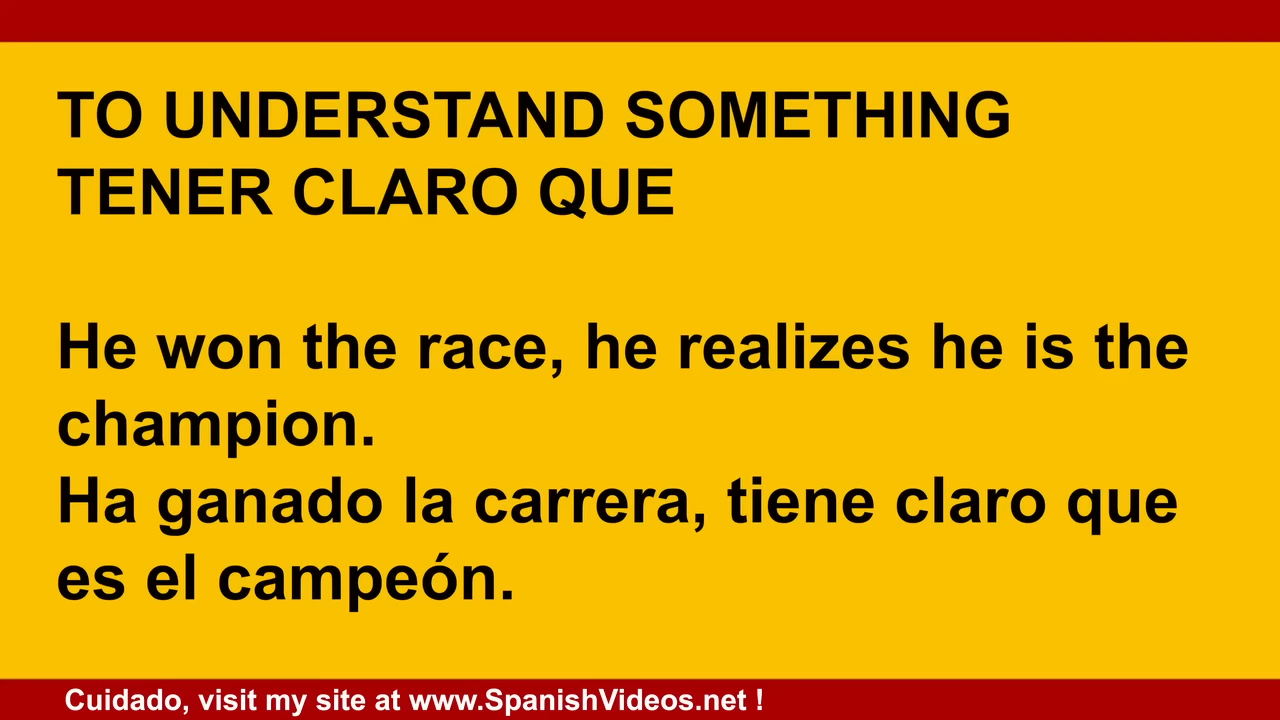 TO UNDERSTAND SOMETHING
TENER CLARO QUE
He won the race, he realizes he is the
champion.
Ha ganado la carrera, tiene claro que
es el campeón.
Cuidado, visit my site at www.SpanishVideos.net !